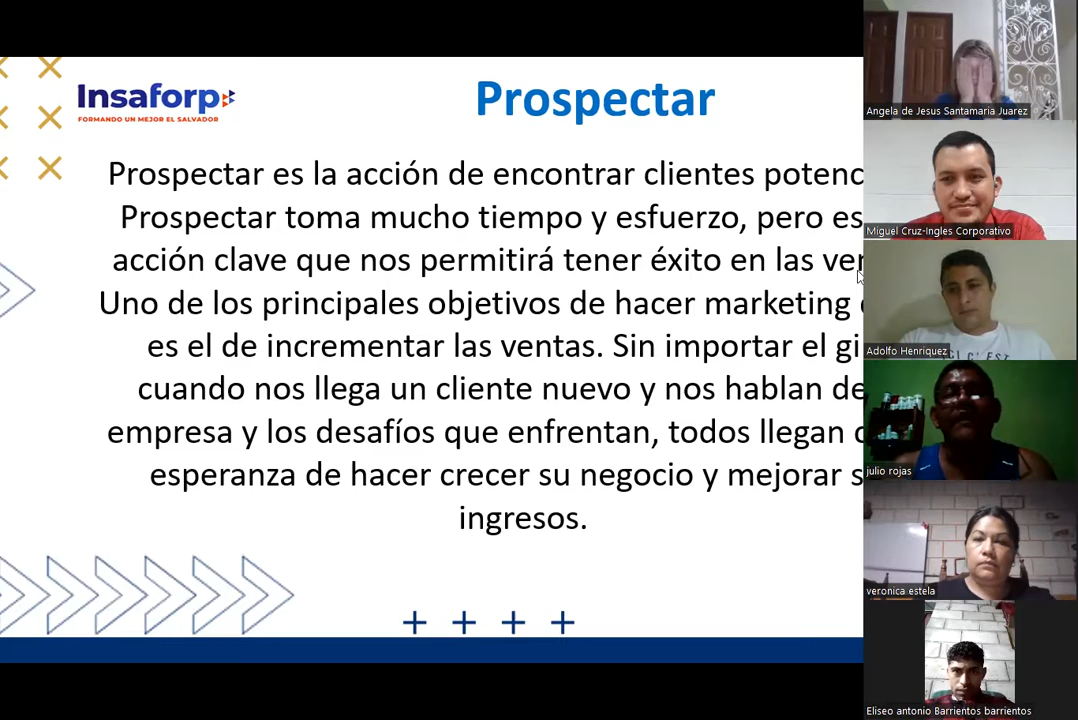 Insaforp
FORMANDO UN MEJOR EL SALVADOR
Prospectar
Prospectar es la acción de encontrar clientes
Prospectar toma mucho tiempo y esfuerzo, pero es
acción clave que nos permitirá tener éxito en las
Uno de los principales objetivos de hacer marketing
es el de incrementar las ventas. Sin importar el
cuando nos llega un cliente nuevo y nos hablan
empresa y los desafíos que enfrentan, todos llegan
esperanza de hacer crecer su negocio y mejorar
ingresos.
Angela de Jesus Santamaria Juarez
Miguel Cruz-Ingles Corporativo
Adolfo Henriquez
julio rojas
veronica estela
Eliseo antonio Barrientos barrientos